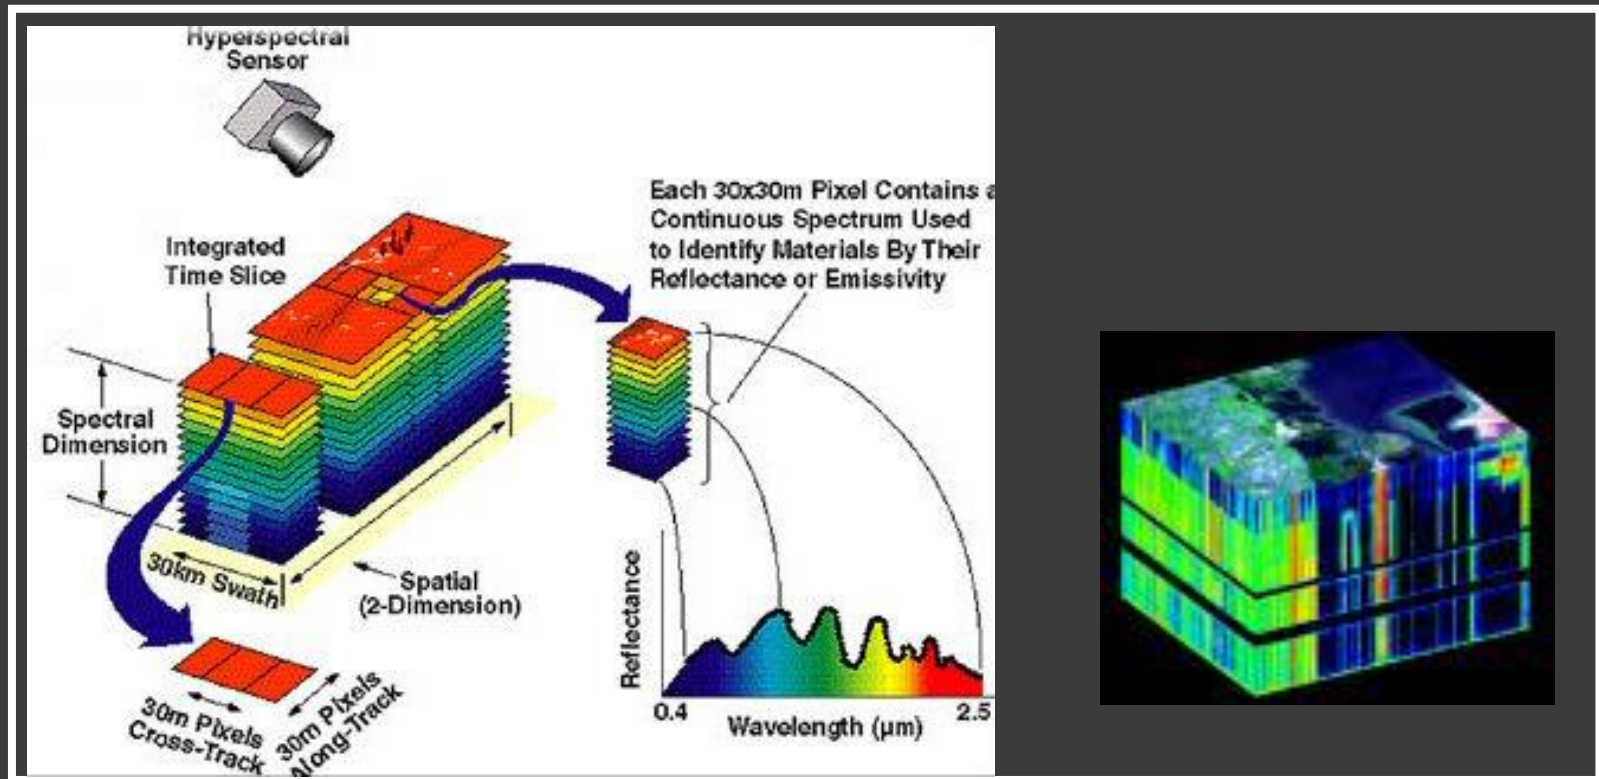 Hyperspectral
Sensor
Each 30x30m Pixel Contains a
Continuous Spectrum Used
to Identify Materials By Their
Reflectance or Emissivity
Integrated
Time Slice
Spectral
Dimension
30km Swath
Spatial
(2-Dimension)
30m Pixels
Cross-Track
30m Pixels
Along-Track
Reflectance
0.4
2.5
Wavelength (µm)